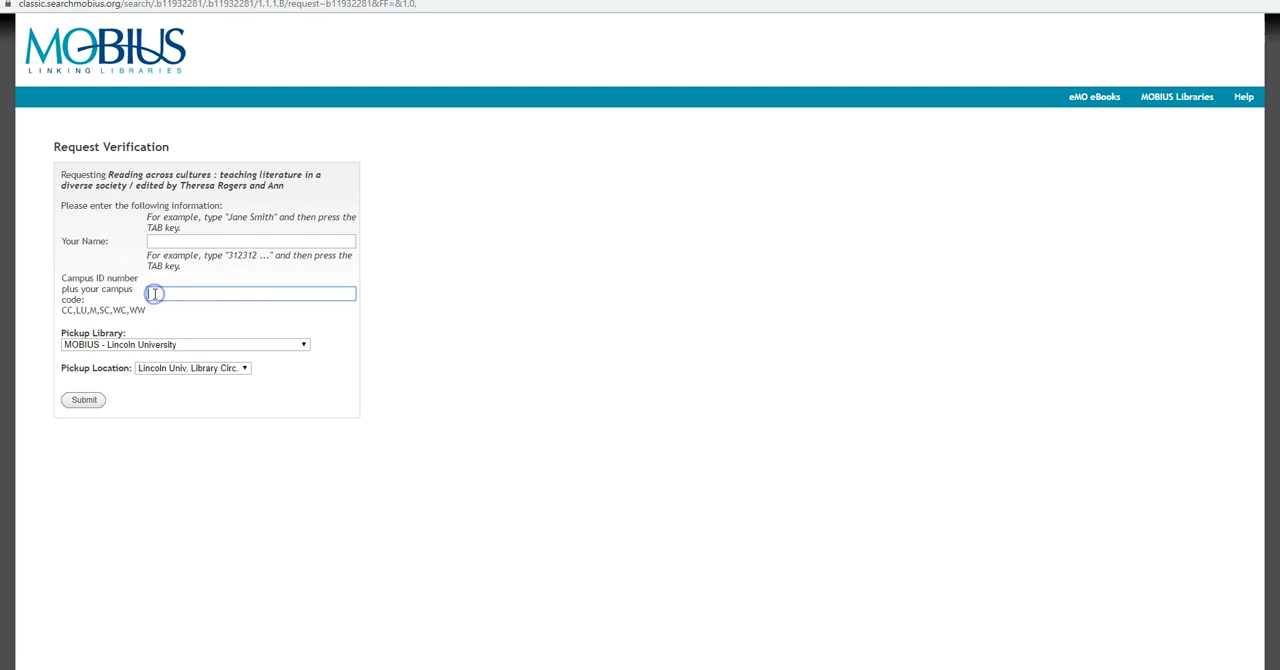 classic.searchmobius.org/search/.b11932281/.b11932281/1,1,1,B/request~b11932281&FF=&1,0,
MOBIUS
LINKING LIBRARIES
eMO eBooks MOBIUS Libraries Help
Request Verification
Requesting Reading across cultures : teaching literature in a
diverse society / edited by Theresa Rogers and Ann
Please enter the following information:
For example, type "Jane Smith" and then press the
TAB key.
Your Name:
For example, type "312312 ..." and then press the
TAB key.
Campus ID number
plus your campus
code:
CC,LU,M,SC,WC,WW
Pickup Library:
MOBIUS - Lincoln University
Pickup Location: Lincoln Univ, Library Circ.
Submit